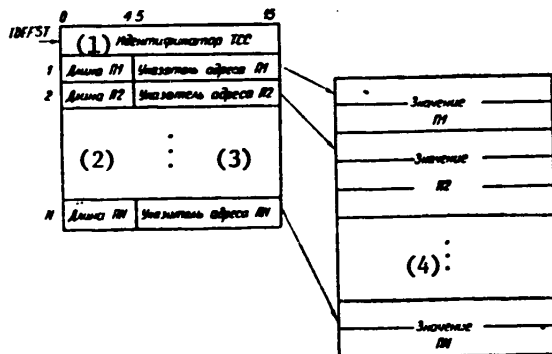 0 4 5 15
IBEFST
(1) Идентификатор ТСС
1 Длина П1 Указатель адреса П1
2 Длина П2 Указатель адреса П2
(2) (3)
N Длина ПN Указатель адреса ПN
Значение
П1
Значение
П2
(4)
Значение
ПN